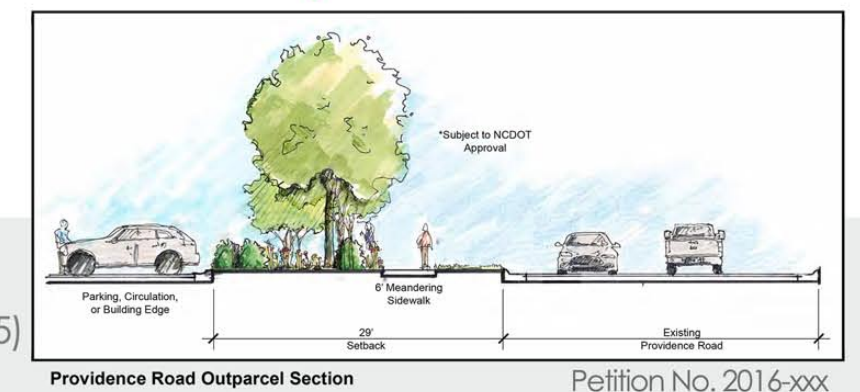 *Subject to NCDOT
Approval
Parking, Circulation,
or Building Edge
6' Meandering
Sidewalk
29'
Setback
Existing
Providence Road
5)
Providence Road Outparcel Section
Petition No. 2016-xxx